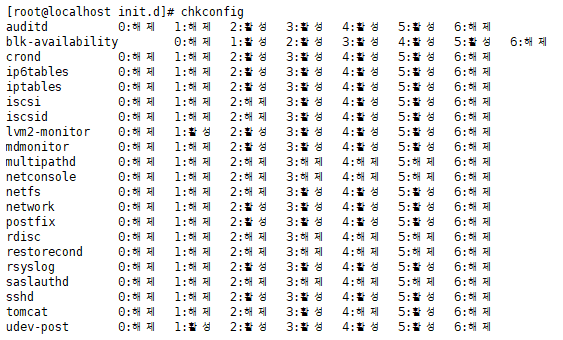 [root@localhost init.d]# chkconfig
auditd 0:해 제 1:해 제 2:활 성 3:활 성 4:활 성 5:활 성 6:해 제
blk-availability 0:해 제 1:활 성 2:활 성 3:활 성 4:활 성 5:활 성 6:해 제
crond 0:해 제 1:해 제 2:활 성 3:활 성 4:활 성 5:활 성 6:해 제
ip6tables 0:해 제 1:해 제 2:활 성 3:활 성 4:활 성 5:활 성 6:해 제
iptables 0:해 제 1:해 제 2:활 성 3:활 성 4:활 성 5:활 성 6:해 제
iscsi 0:해 제 1:해 제 2:해 제 3:활 성 4:활 성 5:활 성 6:해 제
iscsid 0:해 제 1:해 제 2:해 제 3:활 성 4:활 성 5:활 성 6:해 제
lvm2-monitor 0:해 제 1:활 성 2:활 성 3:활 성 4:활 성 5:활 성 6:해 제
mdmonitor 0:해 제 1:해 제 2:활 성 3:활 성 4:활 성 5:활 성 6:해 제
multipathd 0:해 제 1:해 제 2:해 제 3:해 제 4:해 제 5:해 제 6:해 제
netconsole 0:해 제 1:해 제 2:해 제 3:해 제 4:해 제 5:해 제 6:해 제
netfs 0:해 제 1:해 제 2:해 제 3:활 성 4:활 성 5:활 성 6:해 제
network 0:해 제 1:해 제 2:활 성 3:활 성 4:활 성 5:활 성 6:해 제
postfix 0:해 제 1:해 제 2:활 성 3:활 성 4:활 성 5:활 성 6:해 제
rdisc 0:해 제 1:해 제 2:해 제 3:해 제 4:해 제 5:해 제 6:해 제
restorecond 0:해 제 1:해 제 2:해 제 3:해 제 4:해 제 5:해 제 6:해 제
rsyslog 0:해 제 1:해 제 2:활 성 3:활 성 4:활 성 5:활 성 6:해 제
saslauthd 0:해 제 1:해 제 2:해 제 3:해 제 4:해 제 5:해 제 6:해 제
sshd 0:해 제 1:해 제 2:활 성 3:활 성 4:활 성 5:활 성 6:해 제
tomcat 0:해 제 1:해 제 2:해 제 3:활 성 4:해 제 5:활 성 6:해 제
udev-post 0:해 제 1:활 성 2:활 성 3:활 성 4:활 성 5:활 성 6:해 제